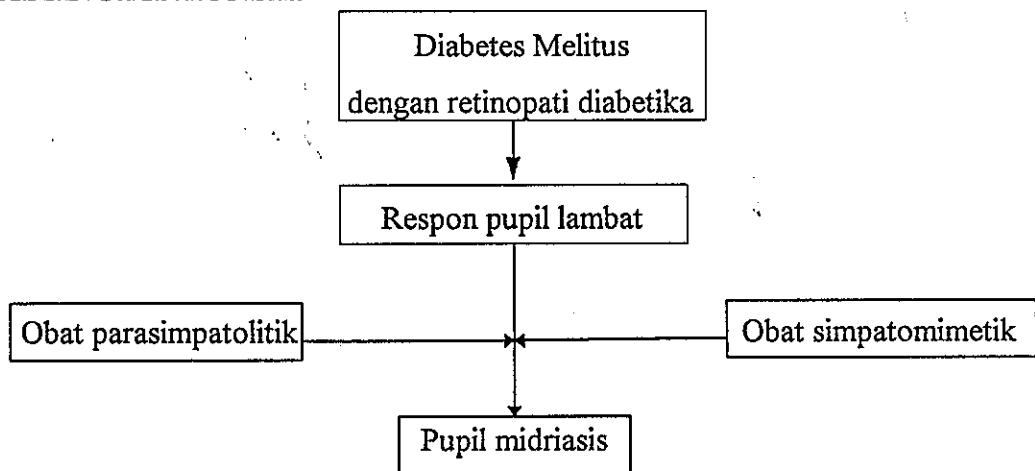 Diabetes Melitus
dengan retinopati diabetika
Respon pupil lambat
Obat parasimpatolitik
Obat simpatomimetik
Pupil midriasis